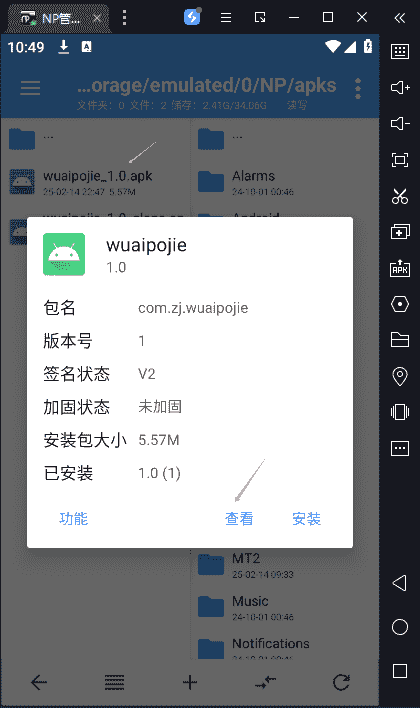 NP管...
10:49
...orage/emulated/0/NP/apks
文件夹：0 文件：2 储存：2.41G/34.66G 读写
...
...
wuaipojie_1.0.apk
25-02-14 22:47 5.57M
Alarms
24-10-01 00:46
wuaipojie
1.0
包名 com.zj.wuaipojie
版本号 1
签名状态 V2
加固状态 未加固
安装包大小 5.57M
已安装 1.0 (1)
功能 查看 安装
MT2
25-02-14 09:33
Music
24-10-01 00:46
Notifications
24-10-01 00:46
APK